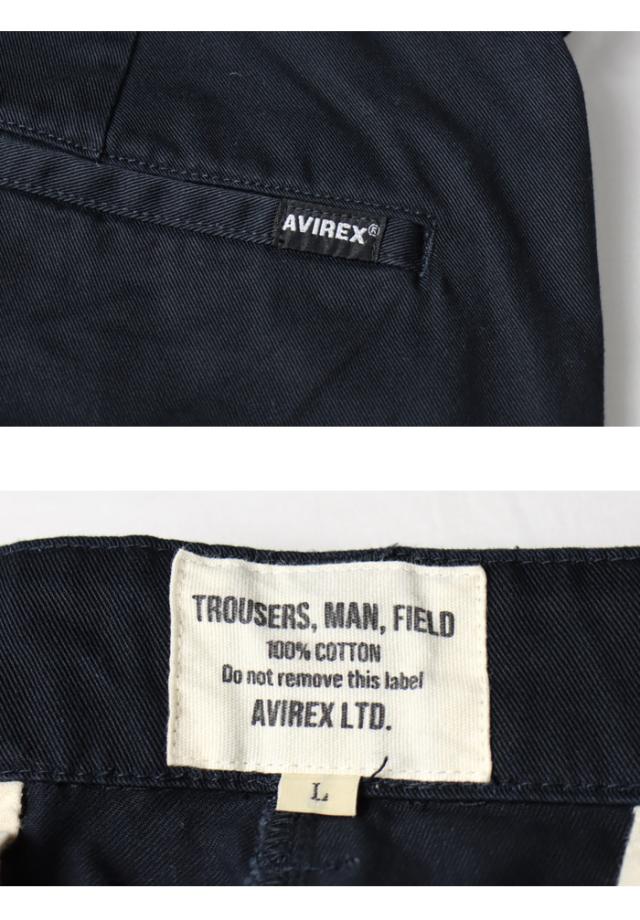 AVIREX®
TROUSERS, MAN, FIELD
100% COTTON
Do not remove this label
AVIREX LTD.
L